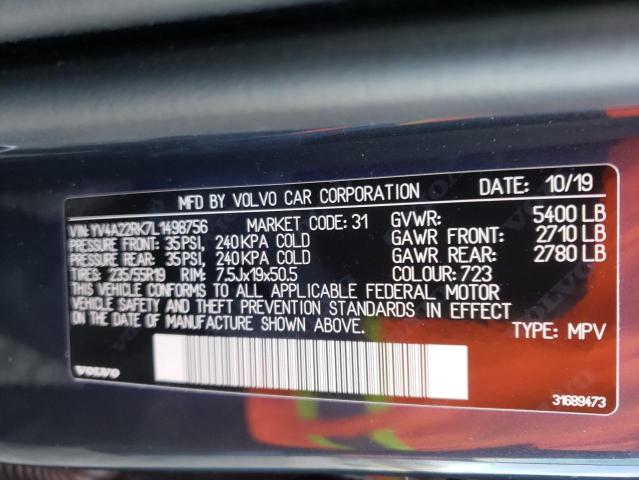 MFD BY VOLVO CAR CORPORATION DATE: 10/19
VIN: YV4A22RK7L1498756 MARKET CODE: 31 GVWR: 5400 LB
PRESSURE FRONT: 35PSI, 240KPA COLD GAWR FRONT: 2710 LB
PRESSURE REAR: 35PSI, 240KPA COLD GAWR REAR: 2780 LB
TIRES: 235/55R19 RIM: 7.5Jx19x50.5 COLOUR: 723
THIS VEHICLE CONFORMS TO ALL APPLICABLE FEDERAL MOTOR
VEHICLE SAFETY AND THEFT PREVENTION STANDARDS IN EFFECT
ON THE DATE OF MANUFACTURE SHOWN ABOVE. TYPE: MPV
VOLVO 31689473